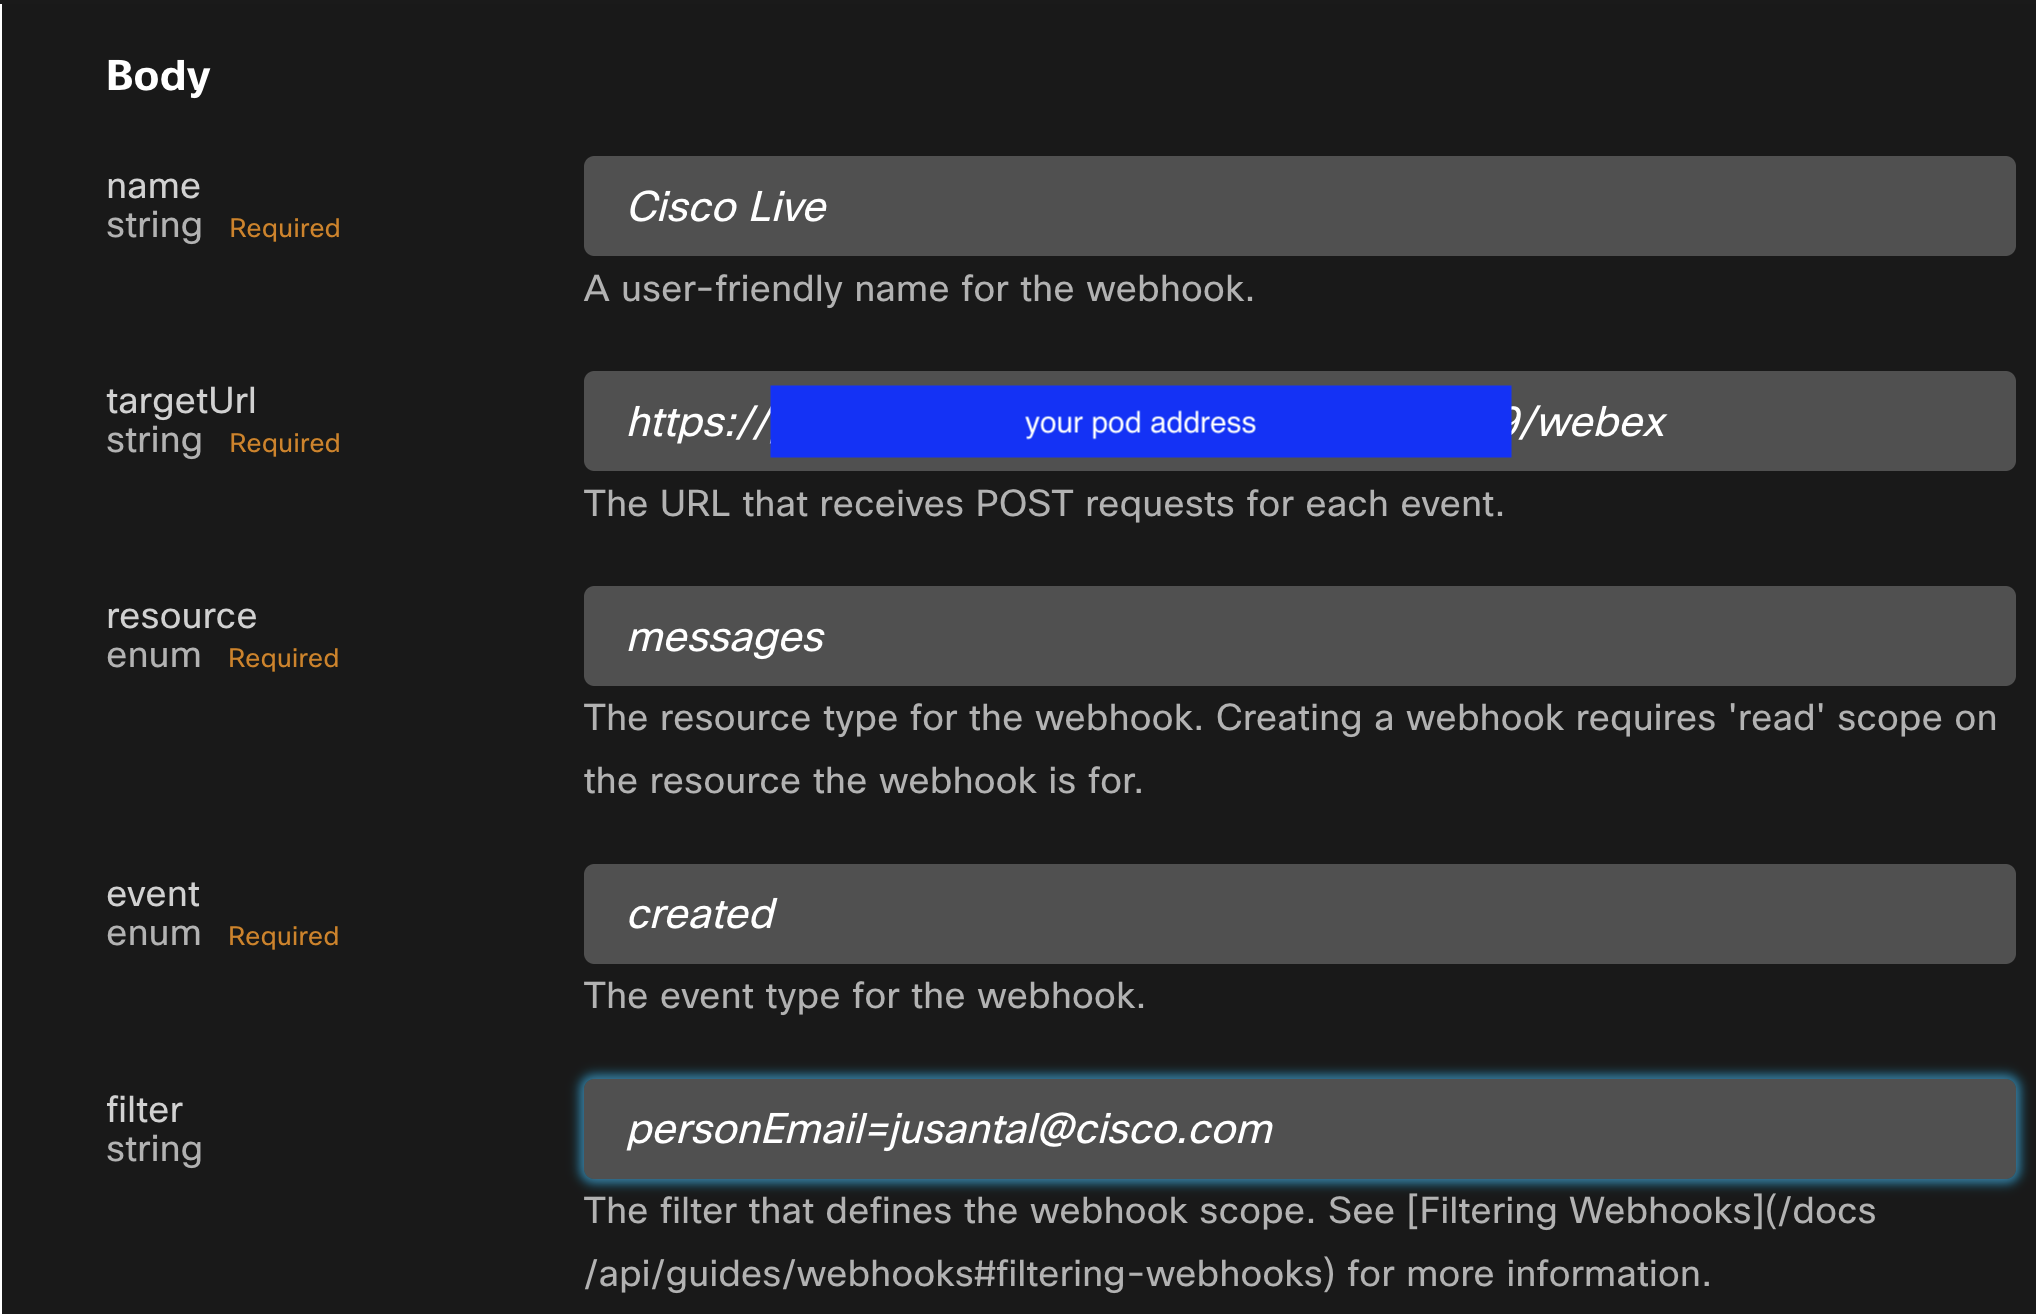 Body
name
string Required
Cisco Live
A user-friendly name for the webhook.
targetUrl
string Required
https:// your pod address /webex
The URL that receives POST requests for each event.
resource
enum Required
messages
The resource type for the webhook. Creating a webhook requires 'read' scope on
the resource the webhook is for.
event
enum Required
created
The event type for the webhook.
filter
string
personEmail=jusantal@cisco.com
The filter that defines the webhook scope. See [Filtering Webhooks](/docs
/api/guides/webhooks#filtering-webhooks) for more information.